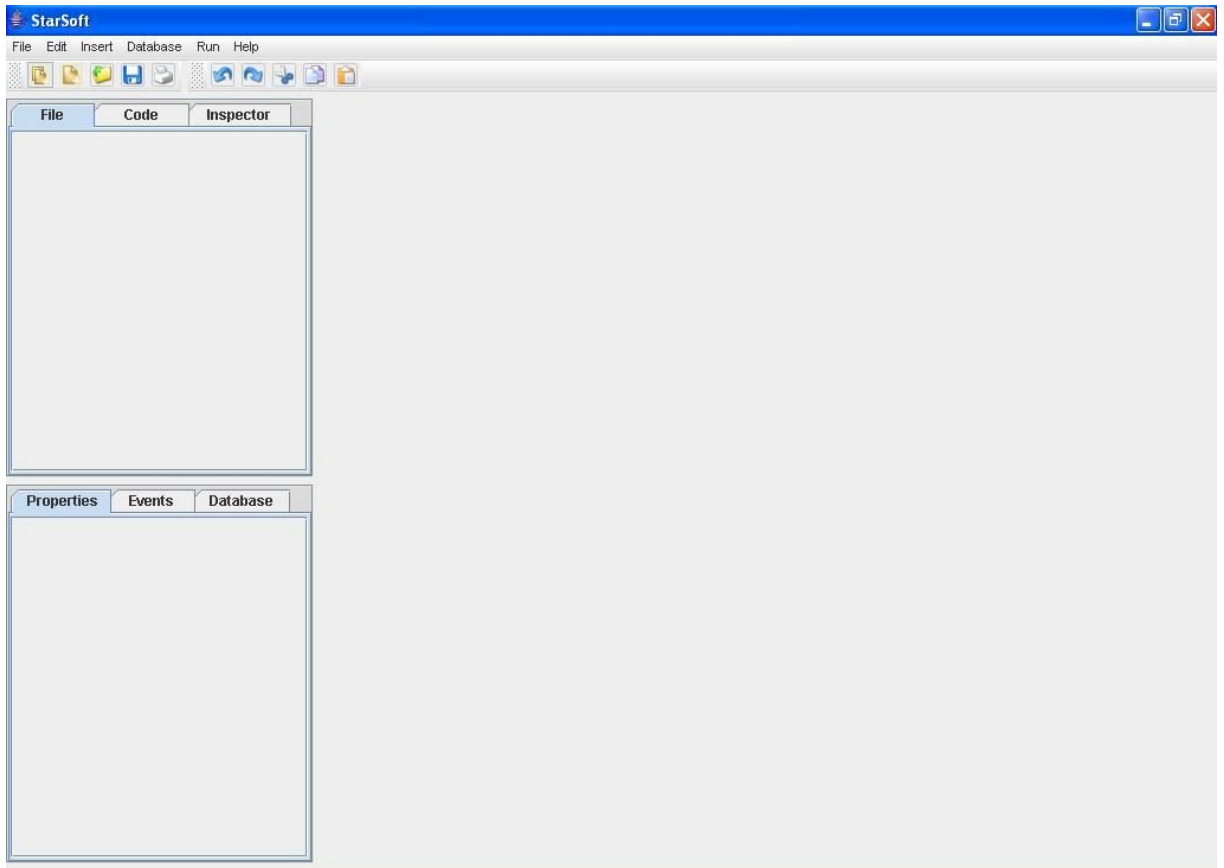 StarSoft
File Edit Insert Database Run Help
File Code Inspector
Properties Events Database